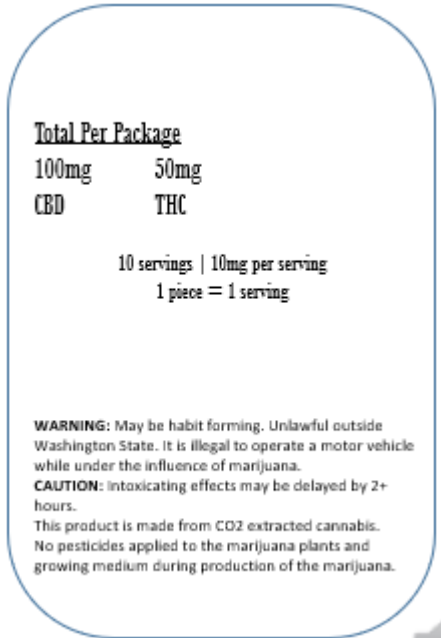 Total Per Package
100mg 50mg
CBD THC
10 servings | 10mg per serving
1 piece = 1 serving
WARNING: May be habit forming. Unlawful outside
Washington State. It is illegal to operate a motor vehicle
while under the influence of marijuana.
CAUTION: Intoxicating effects may be delayed by 2+
hours.
This product is made from CO2 extracted cannabis.
No pesticides applied to the marijuana plants and
growing medium during production of the marijuana.